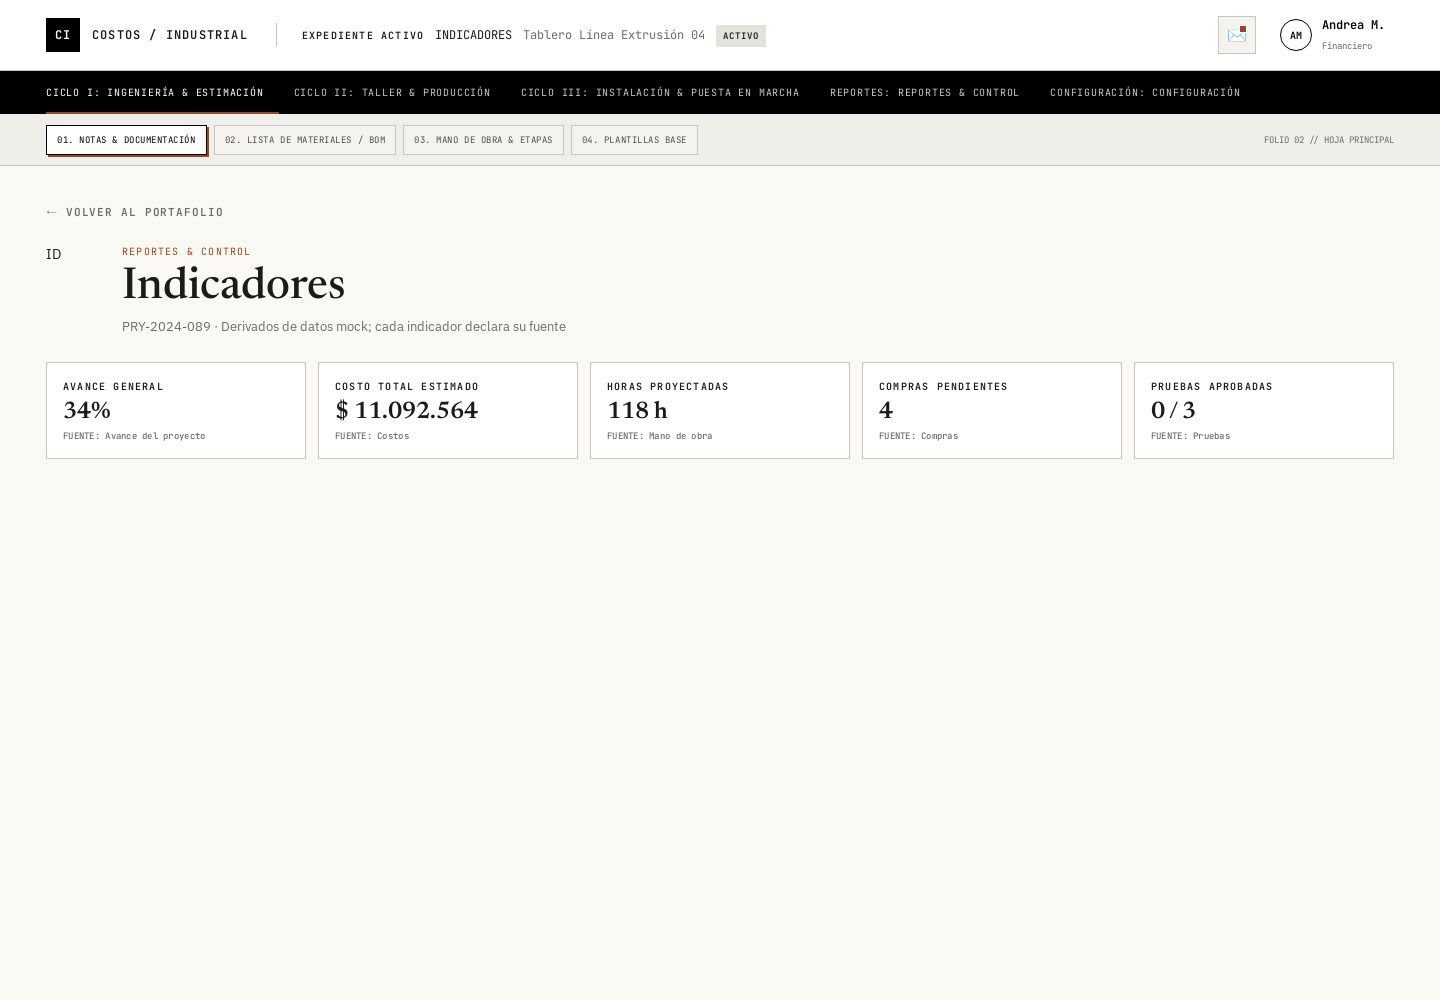 CI COSTOS / INDUSTRIAL EXPEDIENTE ACTIVO INDICADORES Tablero Línea Extrusión 04 ACTIVO AM Andrea M.
Financiero
CICLO I: INGENIERÍA & ESTIMACIÓN CICLO II: TALLER & PRODUCCIÓN CICLO III: INSTALACIÓN & PUESTA EN MARCHA REPORTES: REPORTES & CONTROL CONFIGURACIÓN: CONFIGURACIÓN
01. NOTAS & DOCUMENTACIÓN 02. LISTA DE MATERIALES / BOM 03. MANO DE OBRA & ETAPAS 04. PLANTILLAS BASE FOLIO 02 // HOJA PRINCIPAL
← VOLVER AL PORTAFOLIO
ID REPORTES & CONTROL
Indicadores
PRY-2024-089 · Derivados de datos mock; cada indicador declara su fuente
AVANCE GENERAL
34%
FUENTE: Avance del proyecto
COSTO TOTAL ESTIMADO
$ 11.092.564
FUENTE: Costos
HORAS PROYECTADAS
118 h
FUENTE: Mano de obra
COMPRAS PENDIENTES
4
FUENTE: Compras
PRUEBAS APROBADAS
0 / 3
FUENTE: Pruebas